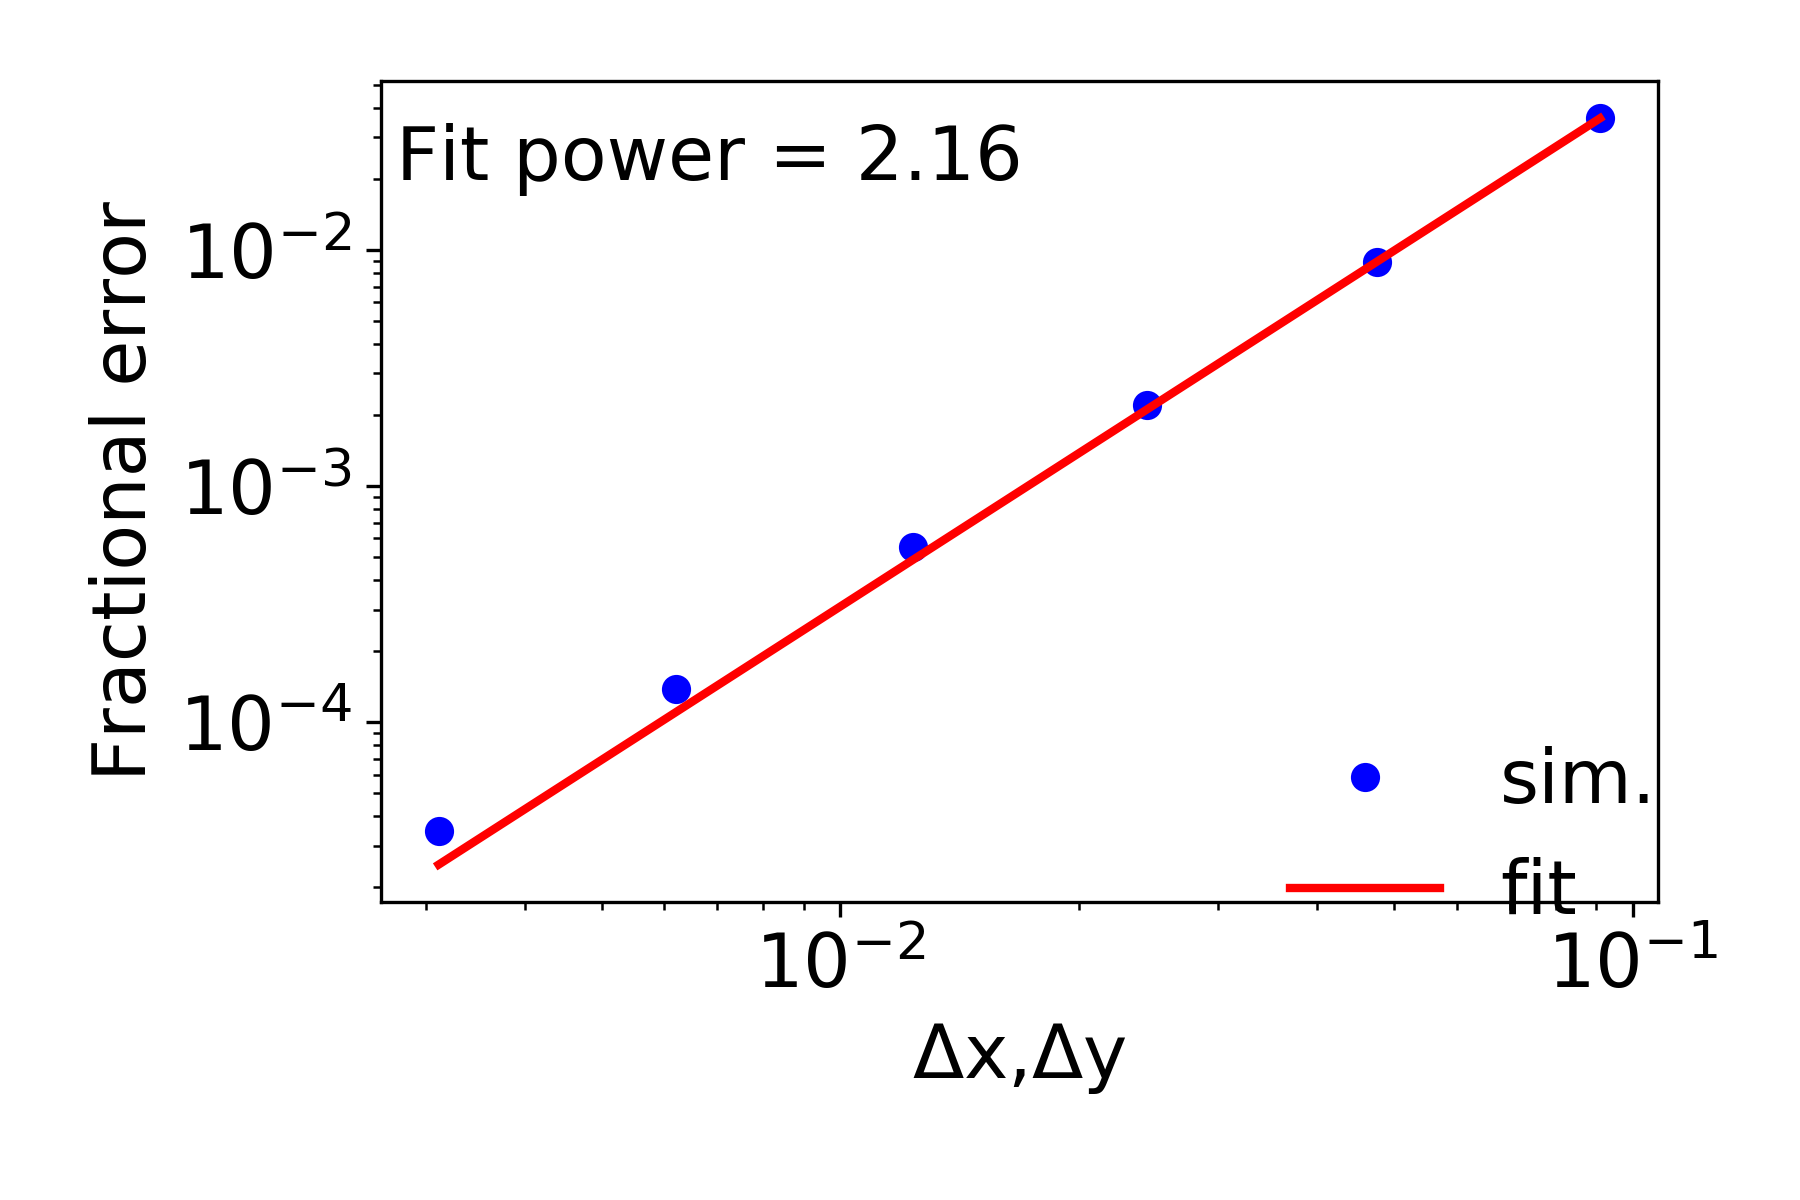 Fit power = 2.16
10⁻²
10⁻³
10⁻⁴
Fractional error
sim.
fit
10⁻²
10⁻¹
Δx,Δy